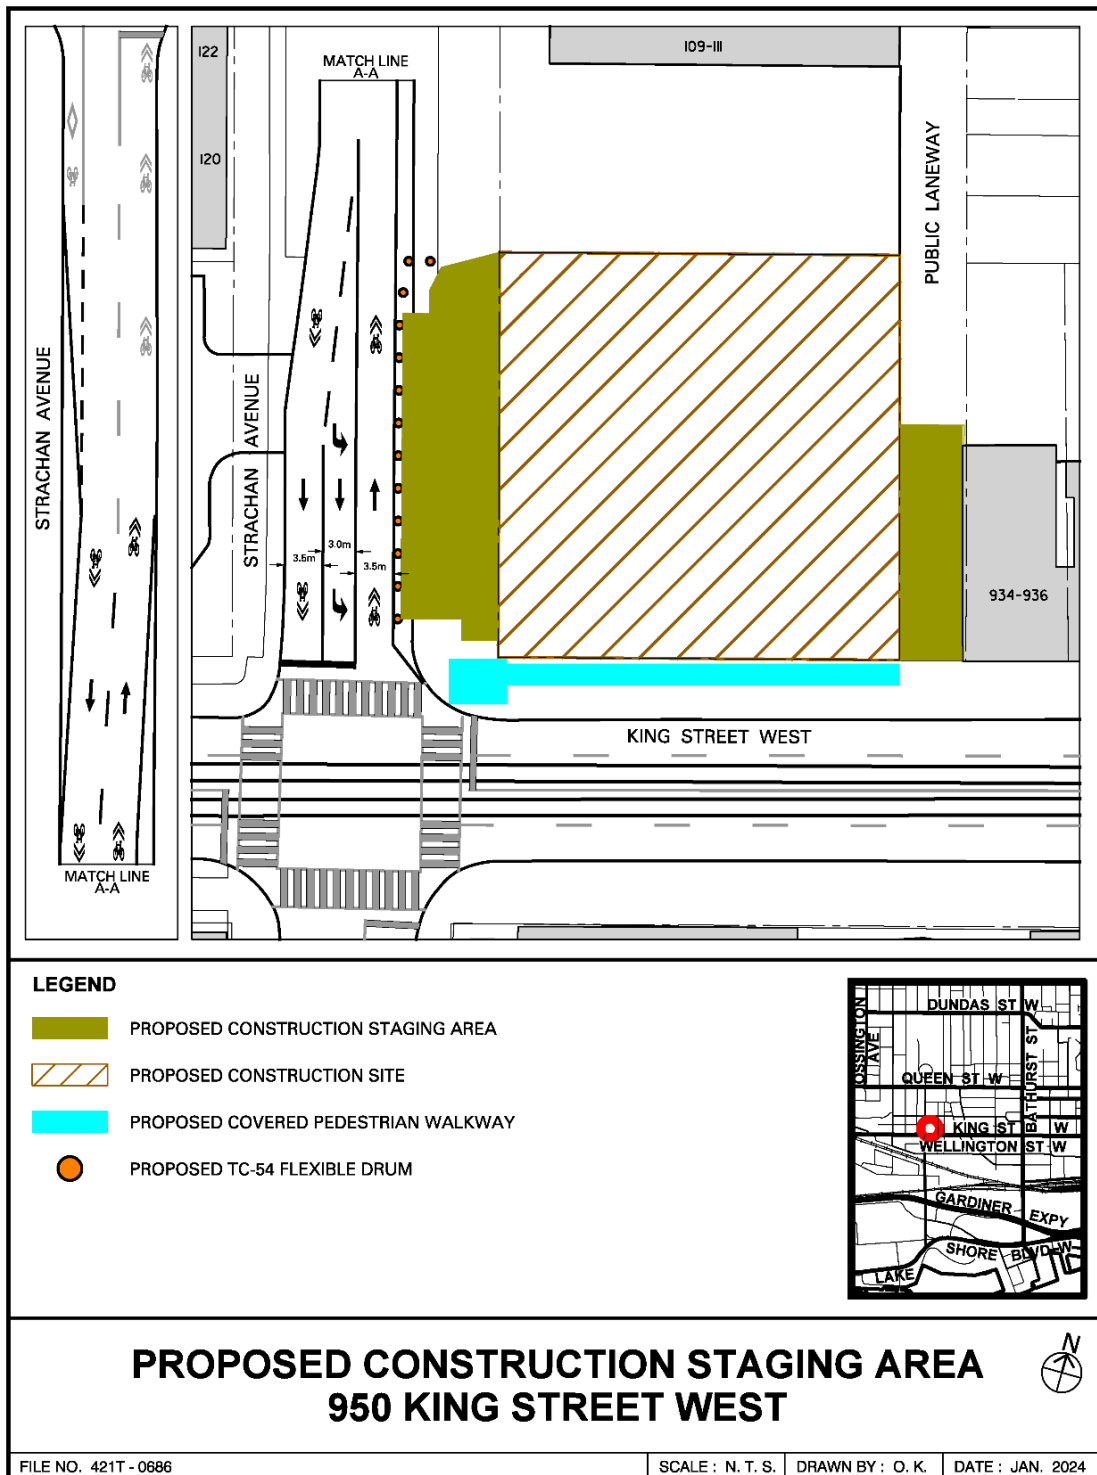 122
120
MATCH LINE
A-A
109-111
PUBLIC LANEWAY
STRACHAN AVENUE
STRACHAN AVENUE
3.5m
3.0m
3.5m
934-936
KING STREET WEST
MATCH LINE
A-A
LEGEND
PROPOSED CONSTRUCTION STAGING AREA
PROPOSED CONSTRUCTION SITE
PROPOSED COVERED PEDESTRIAN WALKWAY
PROPOSED TC-54 FLEXIBLE DRUM
OSSINGTON
AVE
DUNDAS ST W
BATHURST ST
QUEEN ST W
KING ST W
WELLINGTON ST W
GARDINER EXPY
LAKE SHORE BLVD W
PROPOSED CONSTRUCTION STAGING AREA
950 KING STREET WEST
N
FILE NO. 421T - 0686
SCALE : N. T. S.
DRAWN BY : O. K.
DATE : JAN. 2024